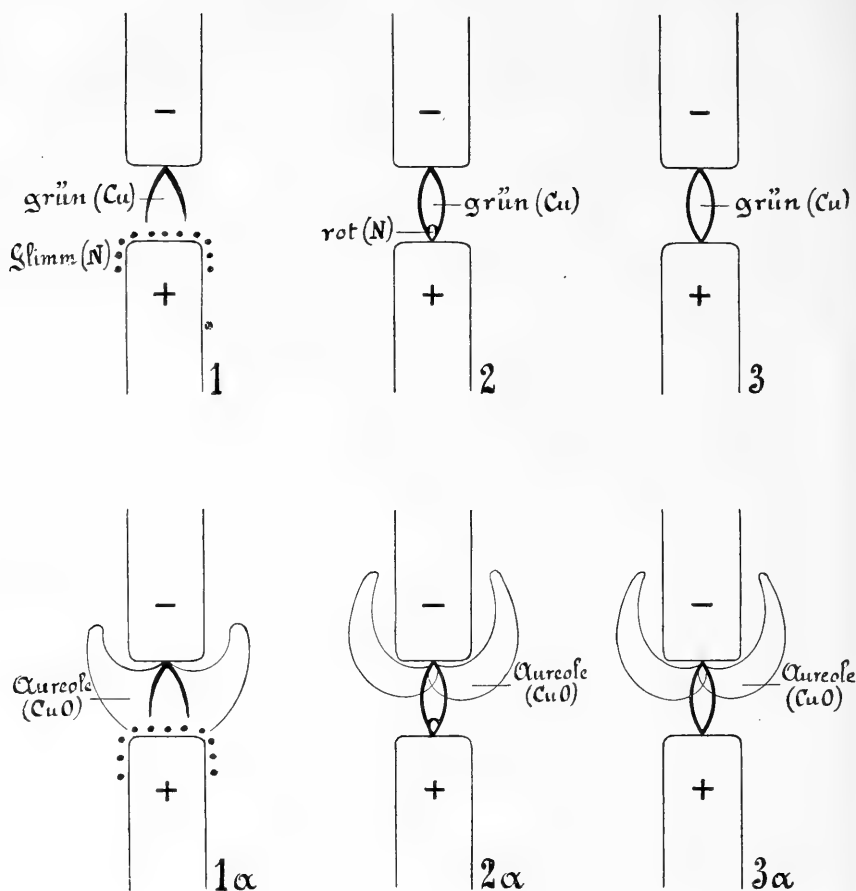 −
−
−
grün (Cu)
grün (Cu)
grün (Cu)
rot (N)
Glimm (N)
+
+
+
1
2
3
−
−
−
Aureole
(CuO)
Aureole
(CuO)
Aureole
(CuO)
+
+
+
1α
2α
3α